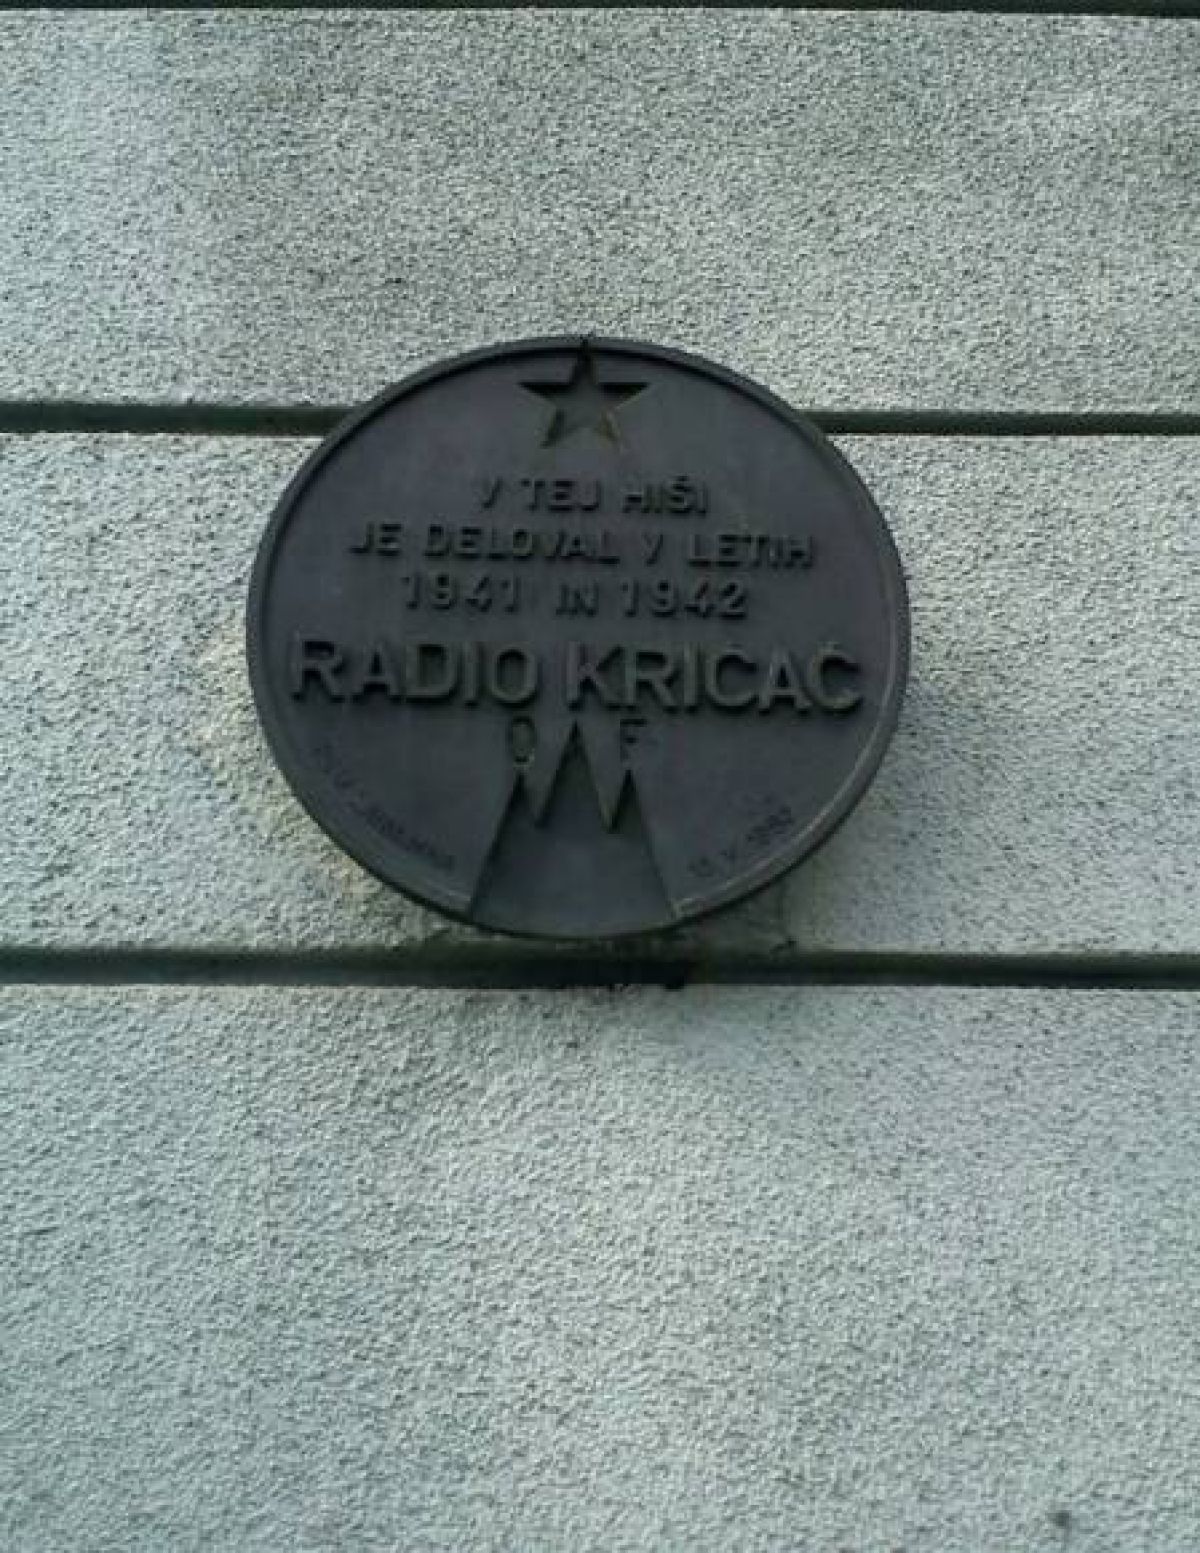 V TEJ HIŠI
JE DELOVAL V LETIH
1941 IN 1942
RADIO KRIČAČ
O F